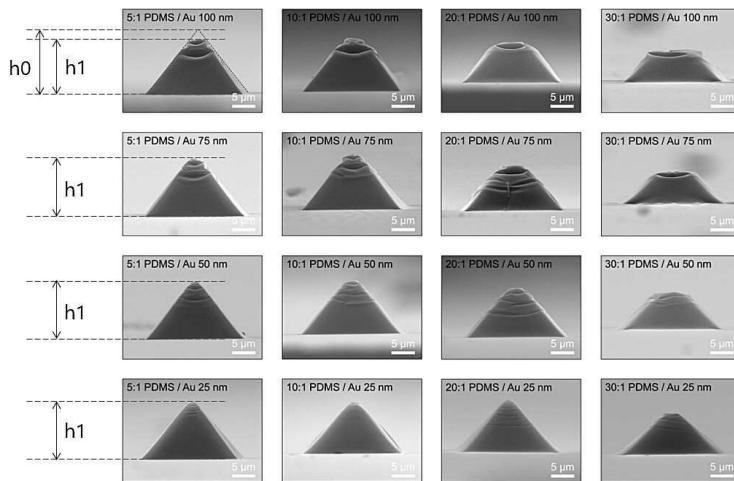 5:1 PDMS / Au 100 nm
10:1 PDMS / Au 100 nm
20:1 PDMS / Au 100 nm
30:1 PDMS / Au 100 nm
h0
h1
5 µm
5 µm
5 µm
5 µm
5:1 PDMS / Au 75 nm
10:1 PDMS / Au 75 nm
20:1 PDMS / Au 75 nm
30:1 PDMS / Au 75 nm
h1
5 µm
5 µm
5 µm
5 µm
5:1 PDMS / Au 50 nm
10:1 PDMS / Au 50 nm
20:1 PDMS / Au 50 nm
30:1 PDMS / Au 50 nm
h1
5 µm
5 µm
5 µm
5 µm
5:1 PDMS / Au 25 nm
10:1 PDMS / Au 25 nm
20:1 PDMS / Au 25 nm
30:1 PDMS / Au 25 nm
h1
5 µm
5 µm
5 µm
5 µm